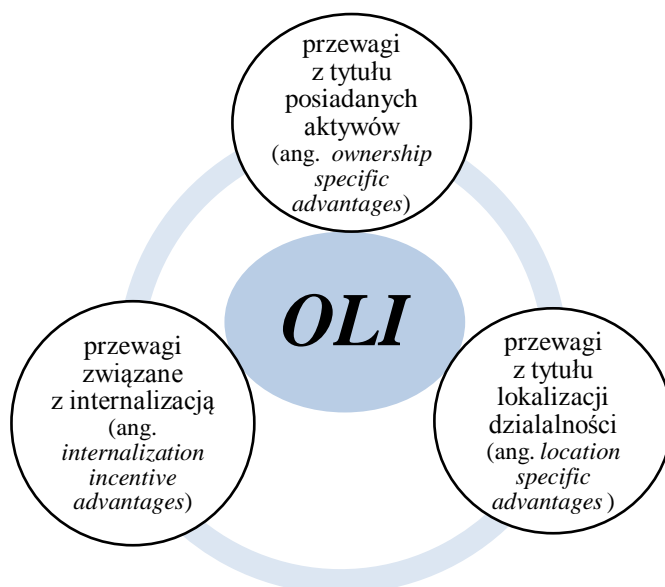 przewagi
z tytułu
posiadanych
aktywów
(ang. ownership
specific
advantages)
OLI
przewagi
związane
z internalizacją
(ang.
internalization
incentive
advantages)
przewagi
z tytułu
lokalizacji
dzialalności
(ang. location
specific
advantages )